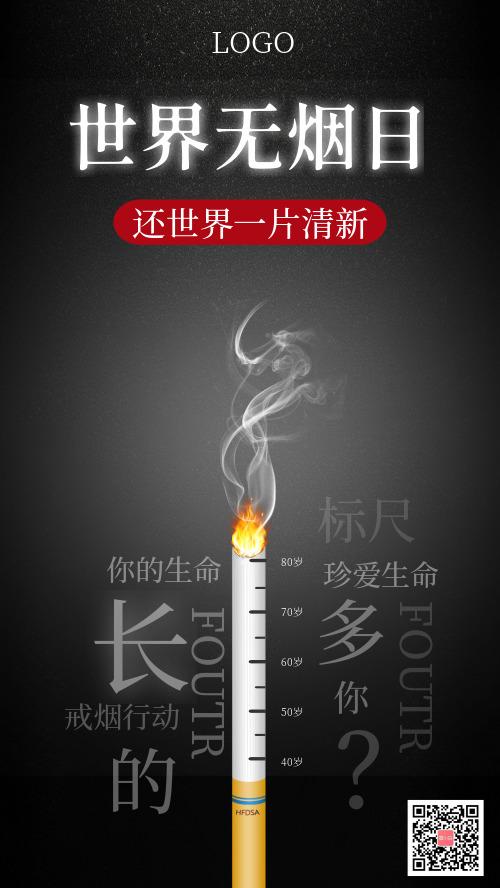 LOGO
世界无烟日
还世界一片清新
标尺
你的生命
珍爱生命
长
FOUTR
多
FOUTR
戒烟行动
你
的
？
80岁
70岁
60岁
50岁
40岁
HFDSA